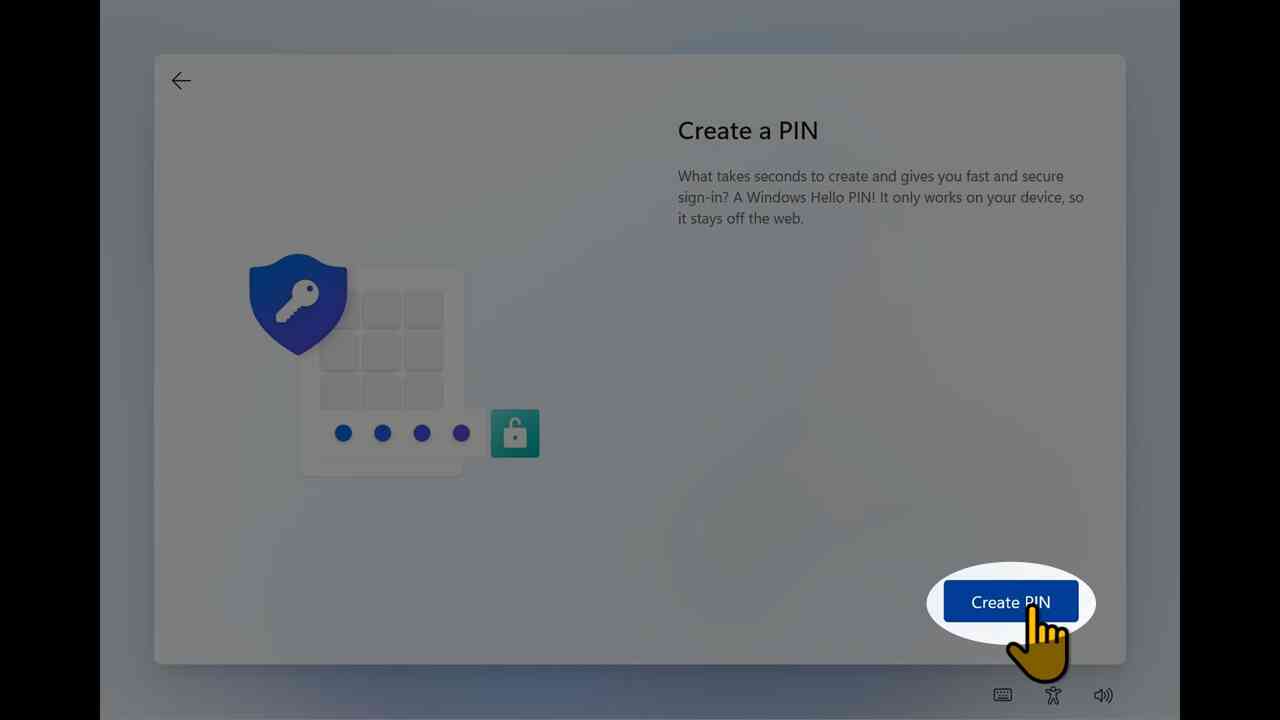 Create a PIN
What takes seconds to create and gives you fast and secure
sign-in? A Windows Hello PIN! It only works on your device, so
it stays off the web.
Create PIN